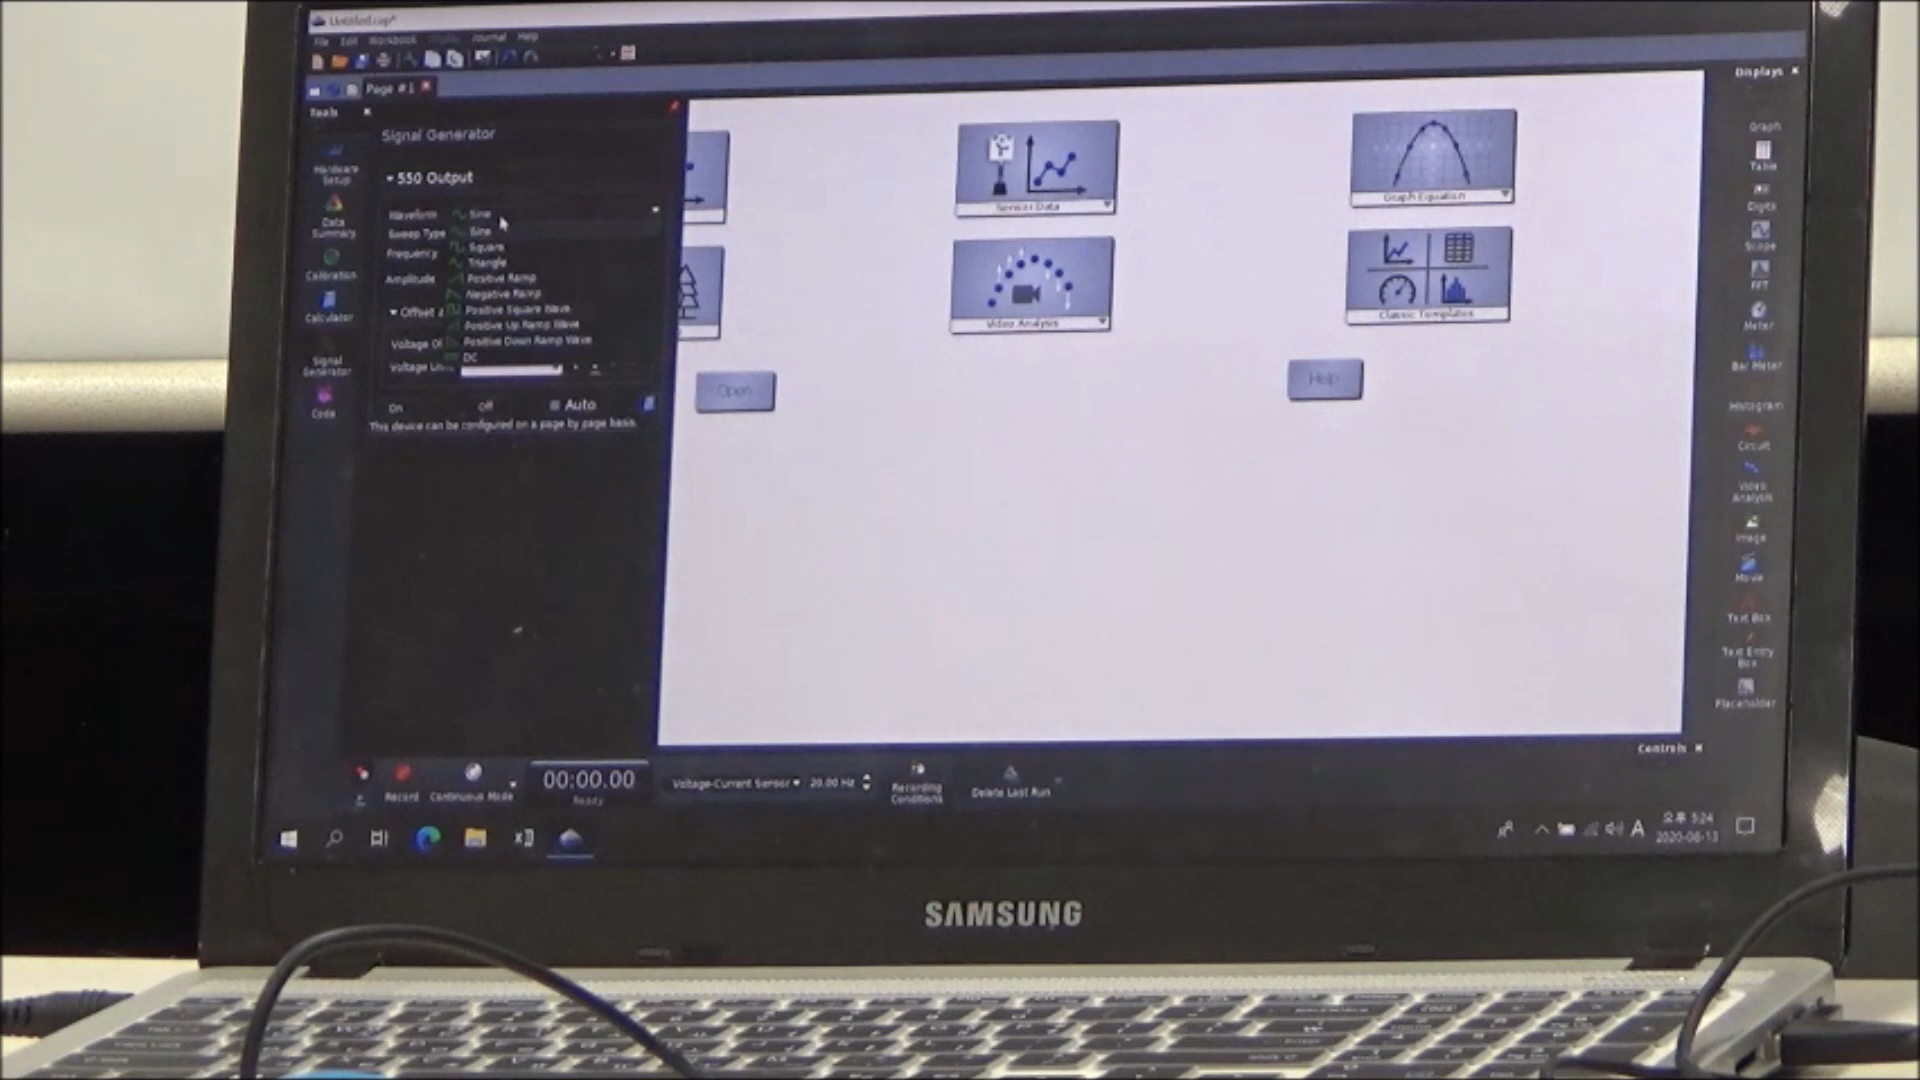 Untitled.cap*
File Edit Workbook Display Journal Help
Page #1
Tools
Hardware
Setup
Data
Summary
Calibration
Calculator
Signal
Generator
Code
Signal Generator
550 Output
Waveform Sine
Sweep Type
Frequency
Amplitude
Sine
Square
Triangle
Positive Ramp
Negative Ramp
Positive Square Wave
Positive Up Ramp Wave
Positive Down Ramp Wave
DC
Offset
Voltage
Voltage
On Off Auto
This device can be configured on a page by page basis.
Sensor Data
Graph Equation
Video Analysis
Classic Templates
Open
Help
Displays
Graph
Table
Digits
Scope
FFT
Meter
Bar Meter
Histogram
Circuit
Video
Analysis
Image
Movie
Text Box
Text Entry
Box
Placeholder
Controls
Record
Continuous Mode
00:00.00
Ready
Voltage-Current Sensor
20.00 Hz
Recording
Conditions
Delete Last Run
A
오후 5:24
2020-08-13
SAMSUNG